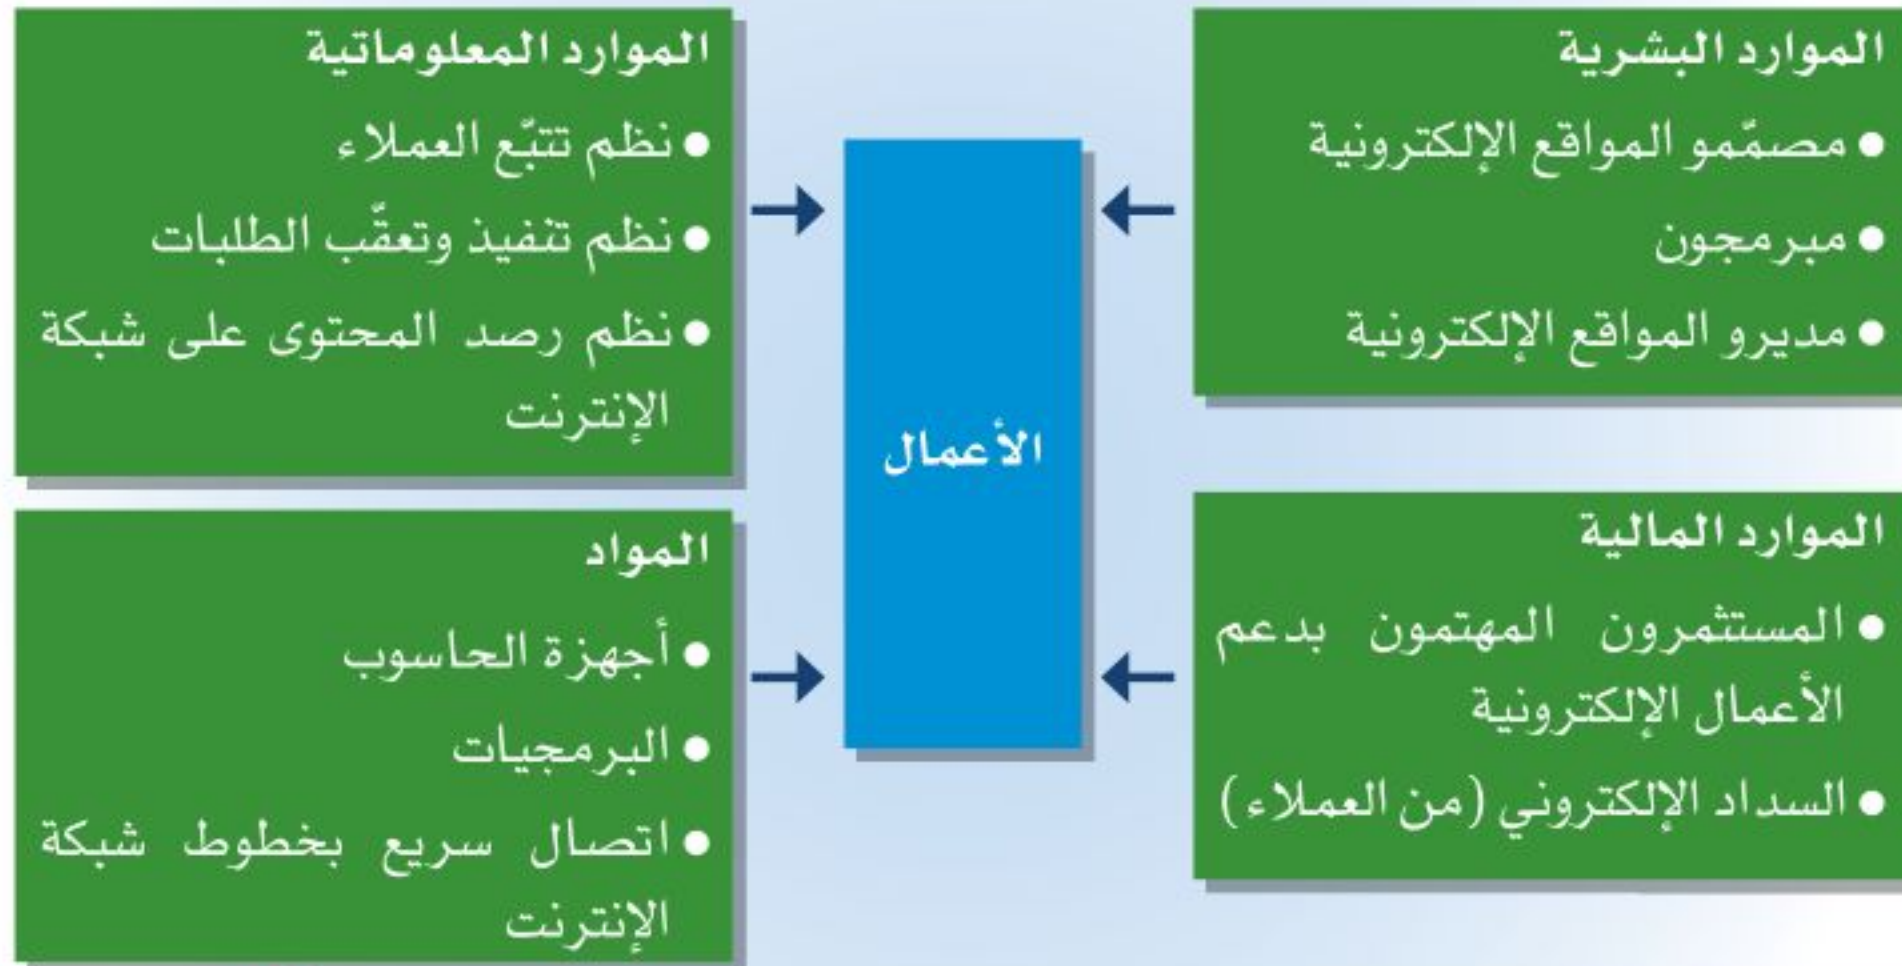 الموارد البشرية
● مصمّمو المواقع الإلكترونية
● مبرمجون
● مديرو المواقع الإلكترونية
الموارد المعلوماتية
● نظم تتبّع العملاء
● نظم تنفيذ وتعقّب الطلبات
● نظم رصد المحتوى على شبكة
الإنترنت
الأعمال
الموارد المالية
● المستثمرون المهتمون بدعم
الأعمال الإلكترونية
● السداد الإلكتروني (من العملاء)
المواد
● أجهزة الحاسوب
● البرمجيات
● اتصال سريع بخطوط شبكة
الإنترنت